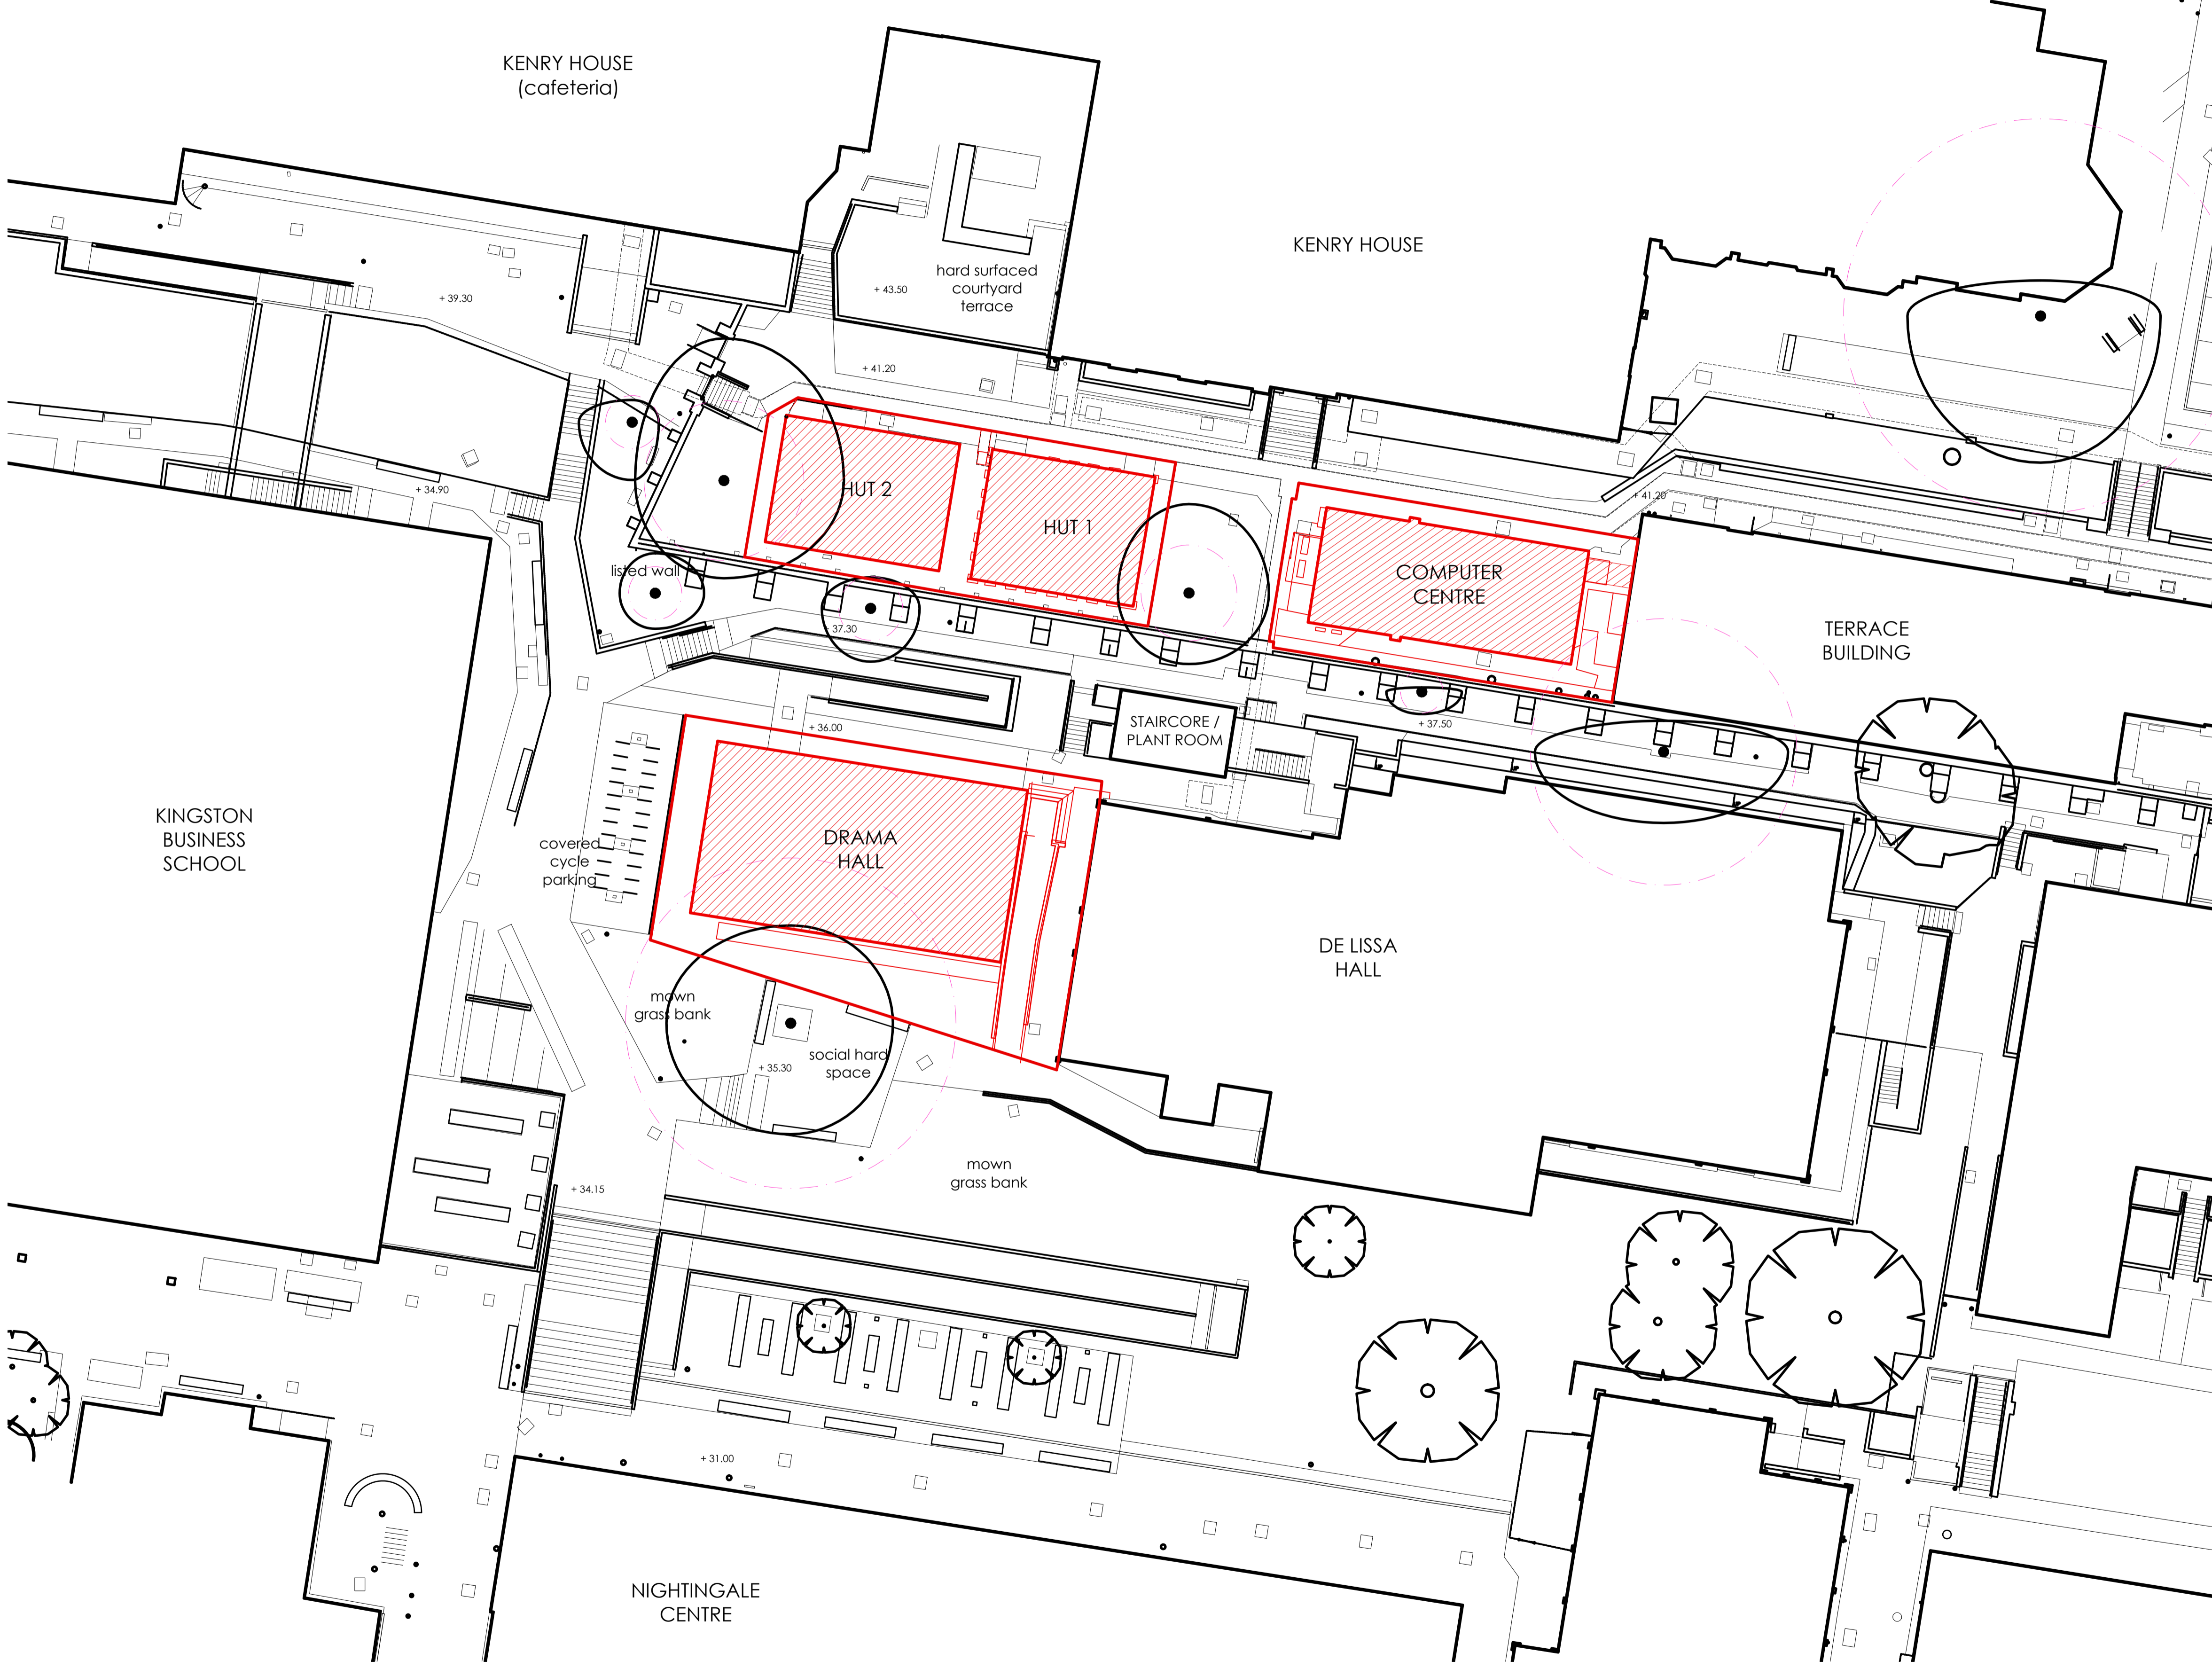 KENRY HOUSE
(cafeteria)
KENRY HOUSE
hard surfaced
courtyard
terrace
+ 43.50
+ 39.30
+ 41.20
HUT 2
+ 34.90
+ 41.20
HUT 1
listed wall
COMPUTER
CENTRE
+ 37.30
TERRACE
BUILDING
STAIRCORE /
PLANT ROOM
+ 36.00
+ 37.50
KINGSTON
BUSINESS
SCHOOL
covered
cycle
parking
DRAMA
HALL
DE LISSA
HALL
mown
grass bank
social hard
space
+ 35.30
mown
grass bank
+ 34.15
+ 31.00
NIGHTINGALE
CENTRE